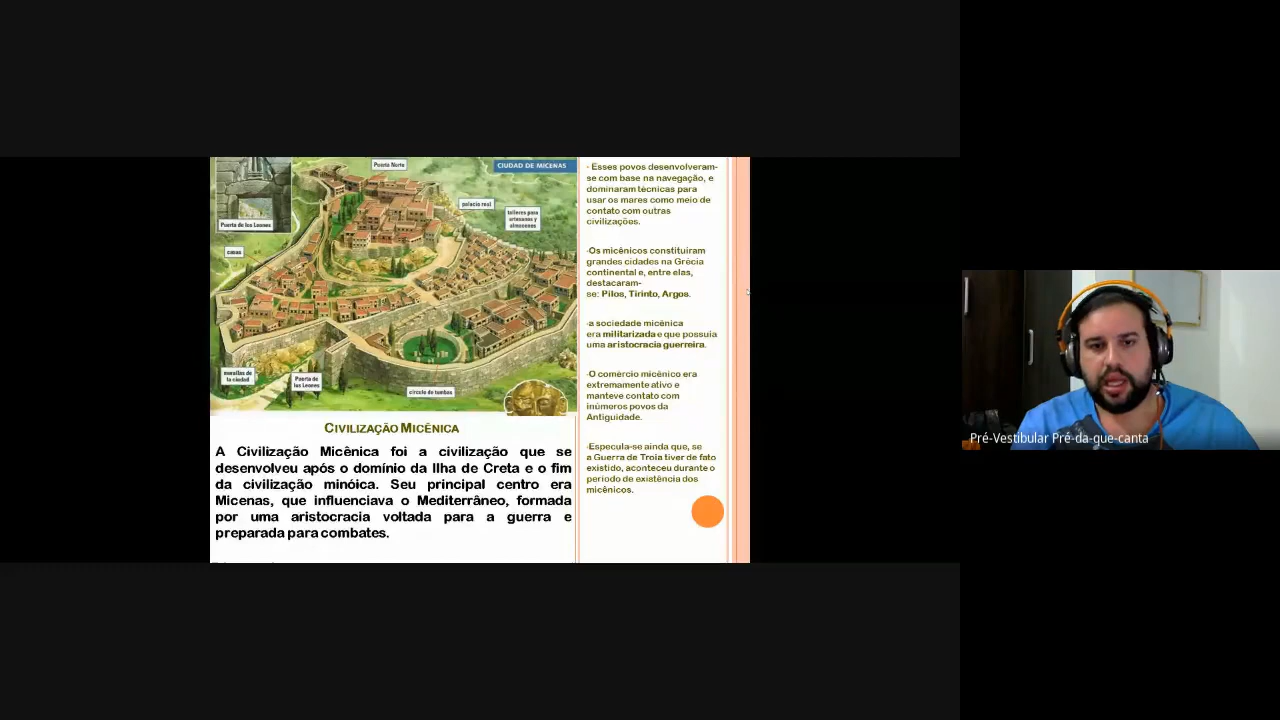 Puerta Norte
CIUDAD DE MICENAS
palacio real
talleres para
artesanos y
almacenes
Puerta de los Leones
casas
murallas de
la ciudad
Puerta de
los Leones
círculo de tumbas
CIVILIZAÇÃO MICÊNICA
A Civilização Micênica foi a civilização que se
desenvolveu após o domínio da Ilha de Creta e o fim
da civilização minóica. Seu principal centro era
Micenas, que influenciava o Mediterrâneo, formada
por uma aristocracia voltada para a guerra e
preparada para combates.
- Esses povos desenvolveram-
se com base na navegação, e
dominaram técnicas para
usar os mares como meio de
contato com outras
civilizações.
-Os micênicos constituíram
grandes cidades na Grécia
continental e, entre elas,
destacaram-
se: Pilos, Tirinto, Argos.
-a sociedade micênica
era militarizada e que possuía
uma aristocracia guerreira.
-O comércio micênico era
extremamente ativo e
manteve contato com
inúmeros povos da
Antiguidade.
-Especula-se ainda que, se
a Guerra de Troia tiver de fato
existido, aconteceu durante o
período de existência dos
micênicos.
Pré-Vestibular Pré-da-que-canta